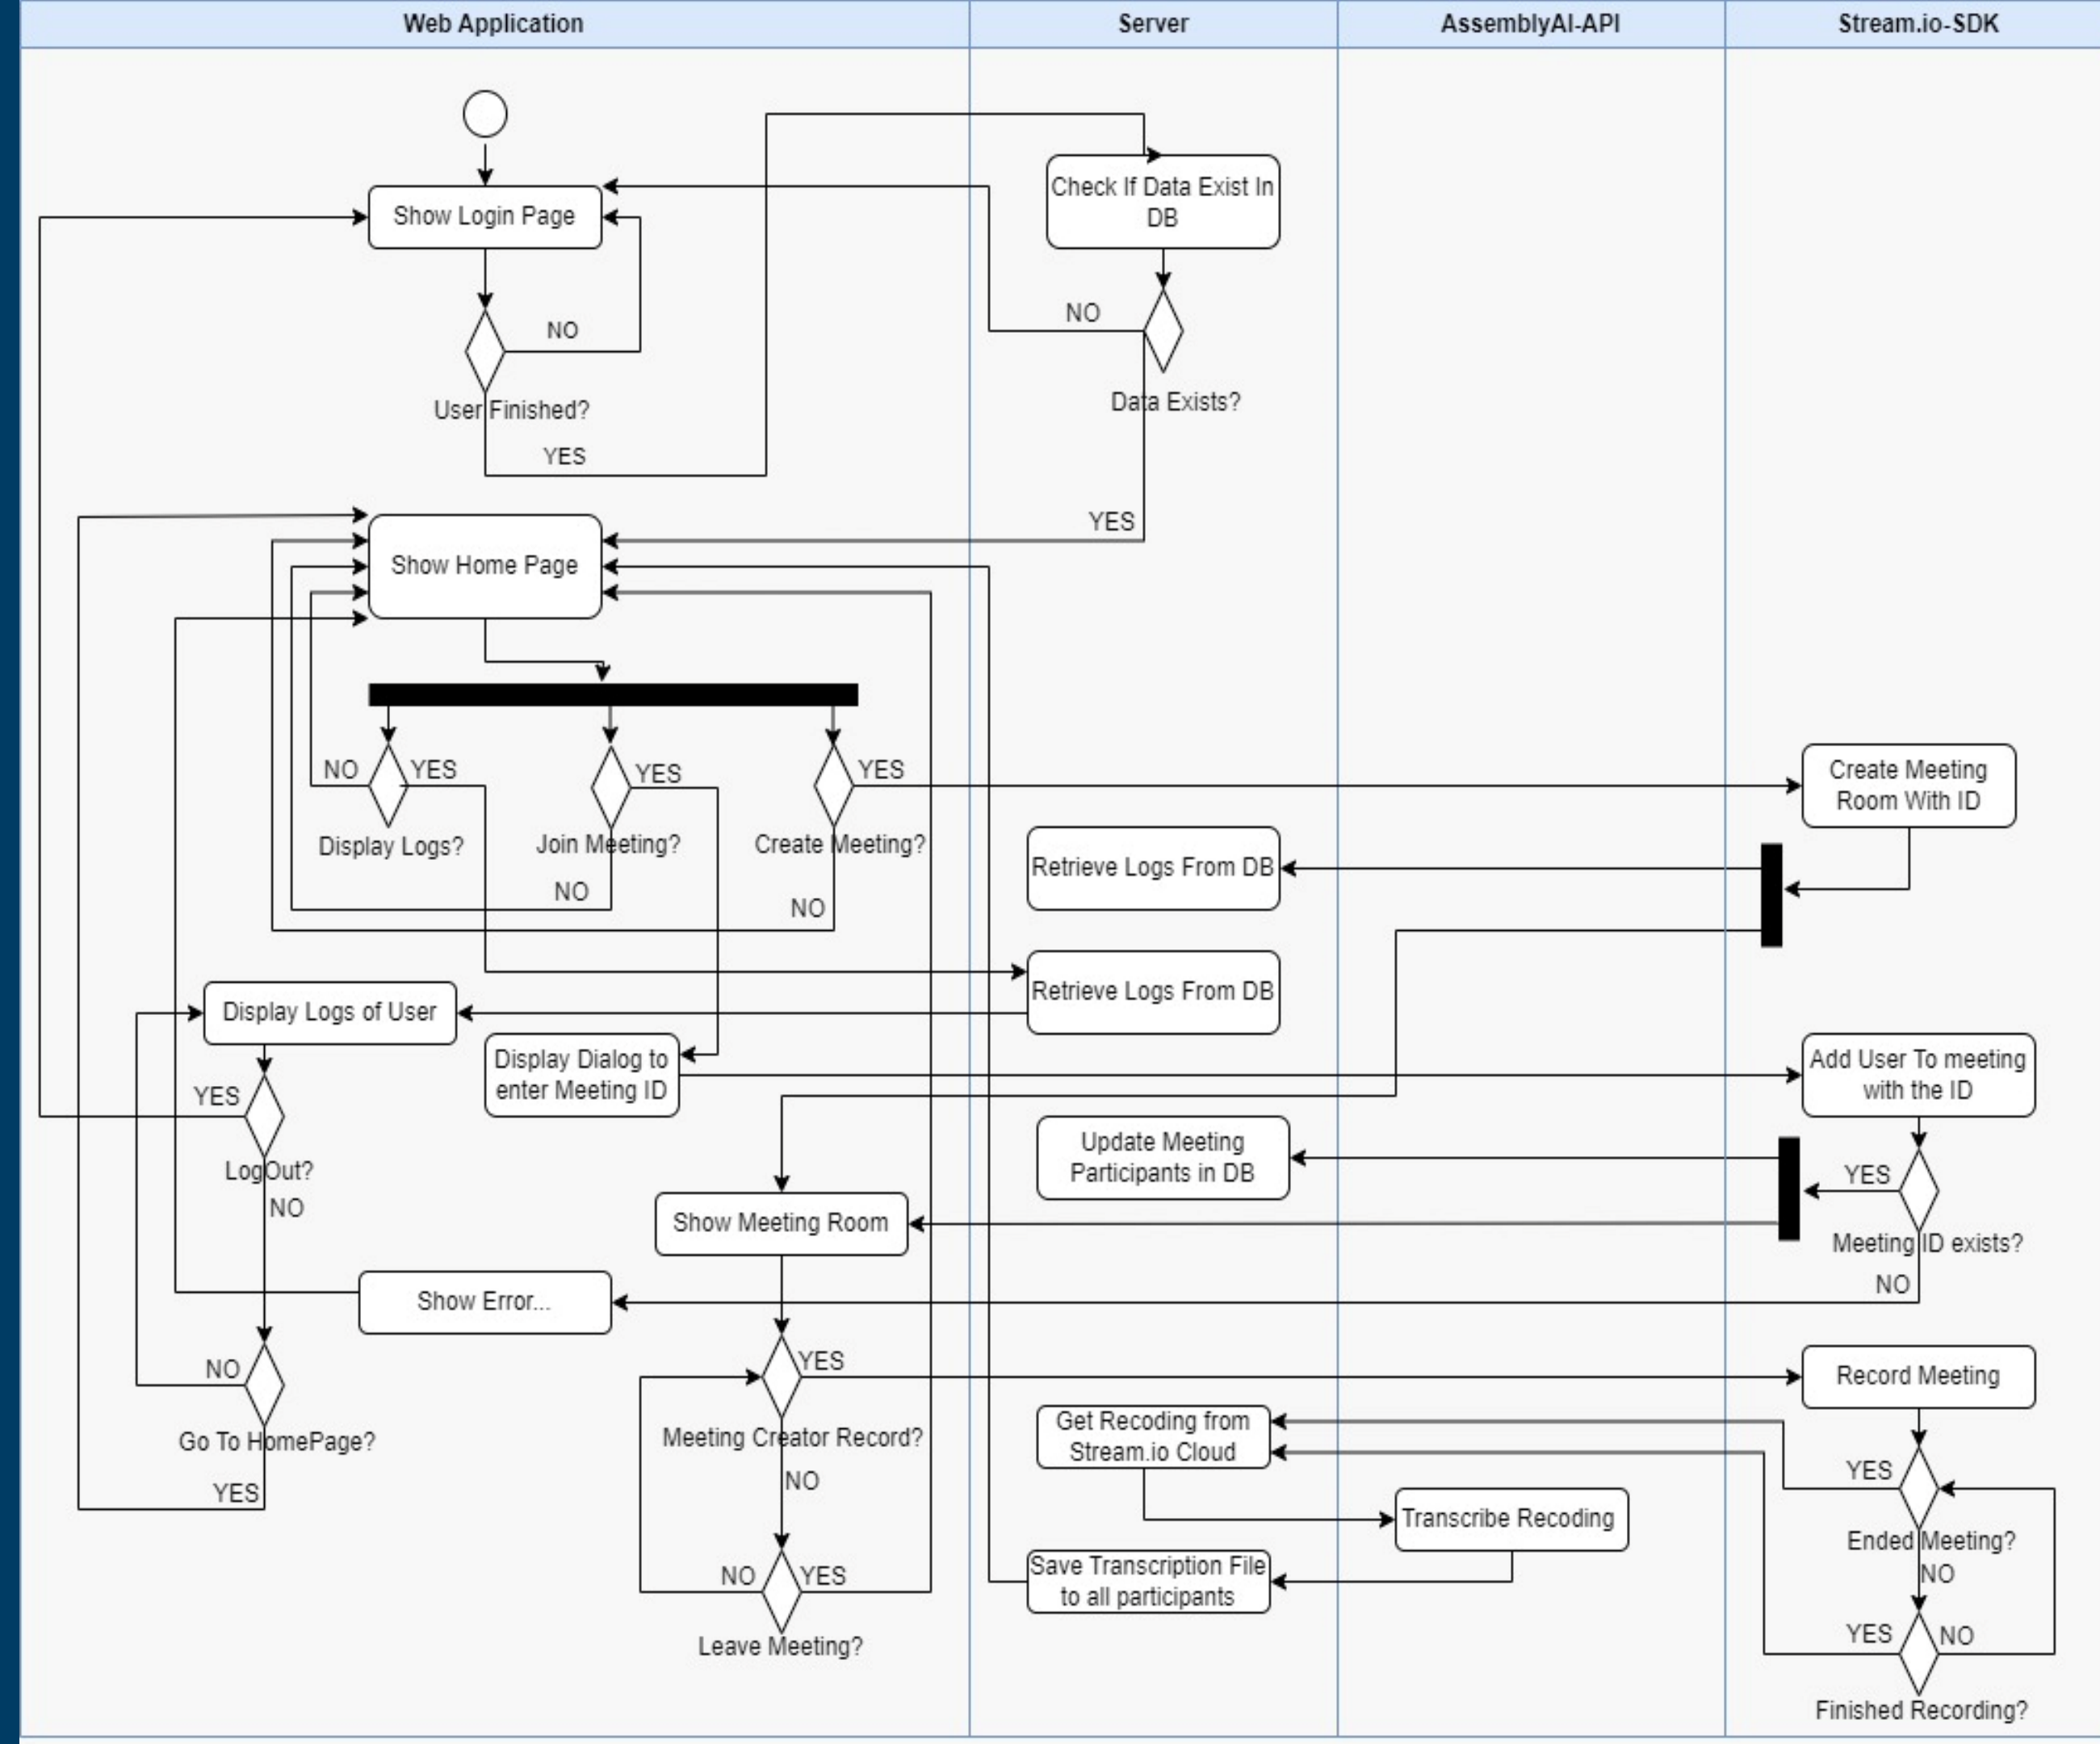 Web Application
Server
AssemblyAI-API
Stream.io-SDK
Show Login Page
Check If Data Exist In
DB
NO
NO
User Finished?
Data Exists?
YES
YES
Show Home Page
NO
YES
YES
YES
Create Meeting
Room With ID
Display Logs?
Join Meeting?
Create Meeting?
Retrieve Logs From DB
NO
NO
Retrieve Logs From DB
Display Logs of User
Display Dialog to
enter Meeting ID
Add User To meeting
with the ID
YES
LogOut?
NO
Update Meeting
Participants in DB
YES
Show Meeting Room
Meeting ID exists?
NO
Show Error...
NO
YES
Record Meeting
Go To HomePage?
YES
Meeting Creator Record?
NO
Get Recoding from
Stream.io Cloud
YES
Transcribe Recoding
Ended Meeting?
NO
Save Transcription File
to all participants
NO
YES
Leave Meeting?
YES
NO
Finished Recording?